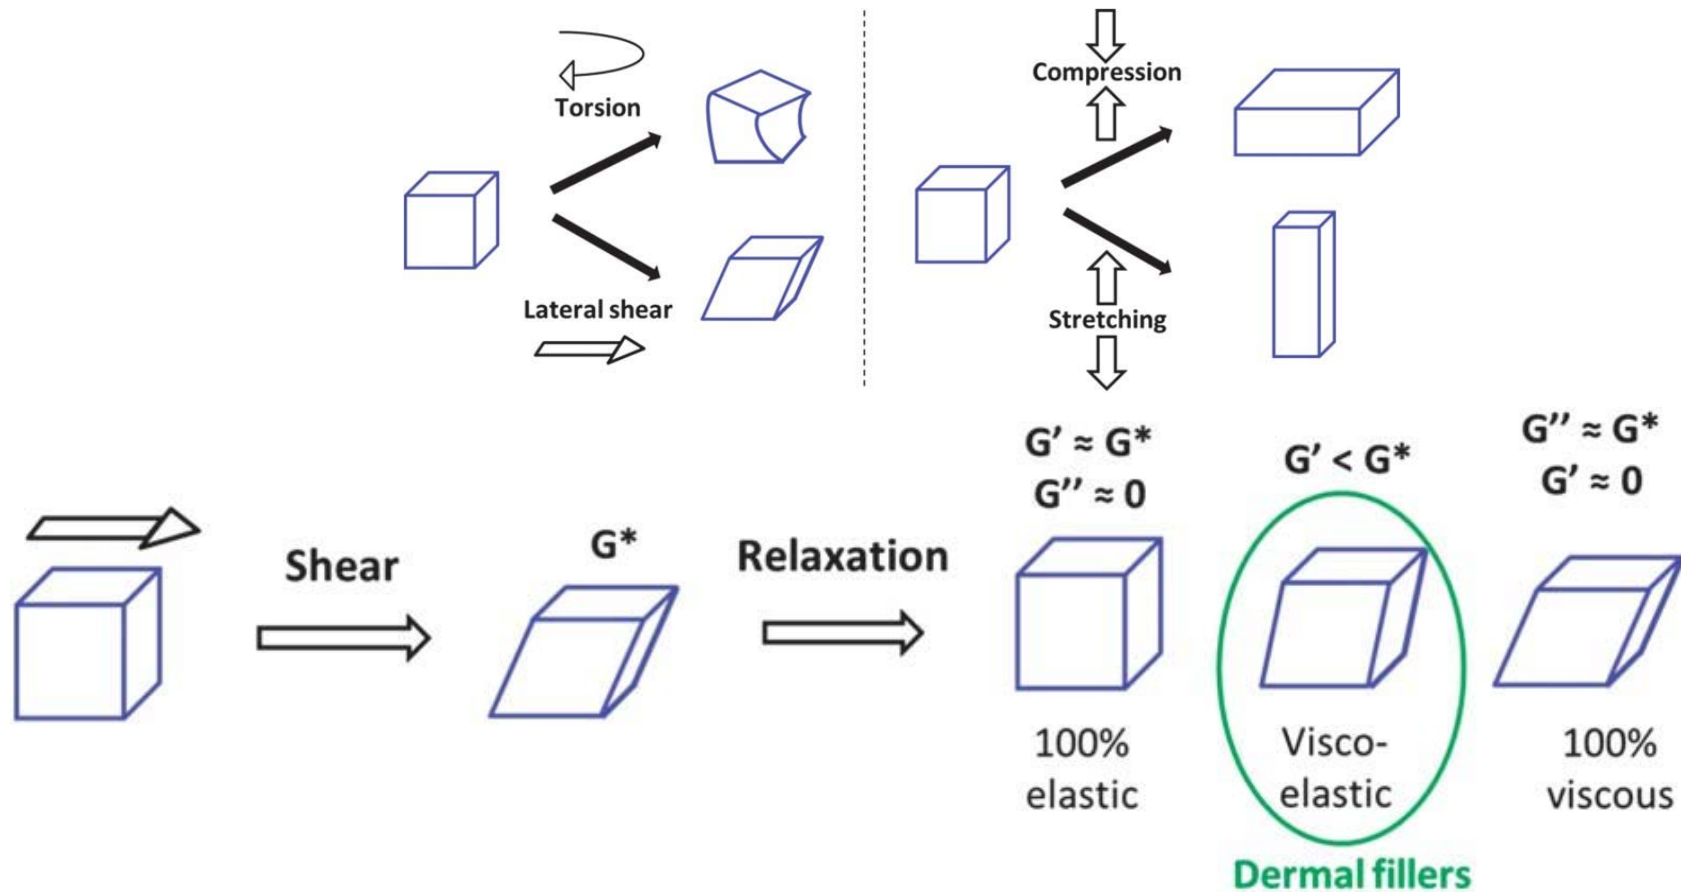 Torsion
Lateral shear
Compression
Stretching
Shear
G*
Relaxation
G' ≈ G*
G'' ≈ 0
100%
elastic
G' < G*
Visco-
elastic
G'' ≈ G*
G' ≈ 0
100%
viscous
Dermal fillers